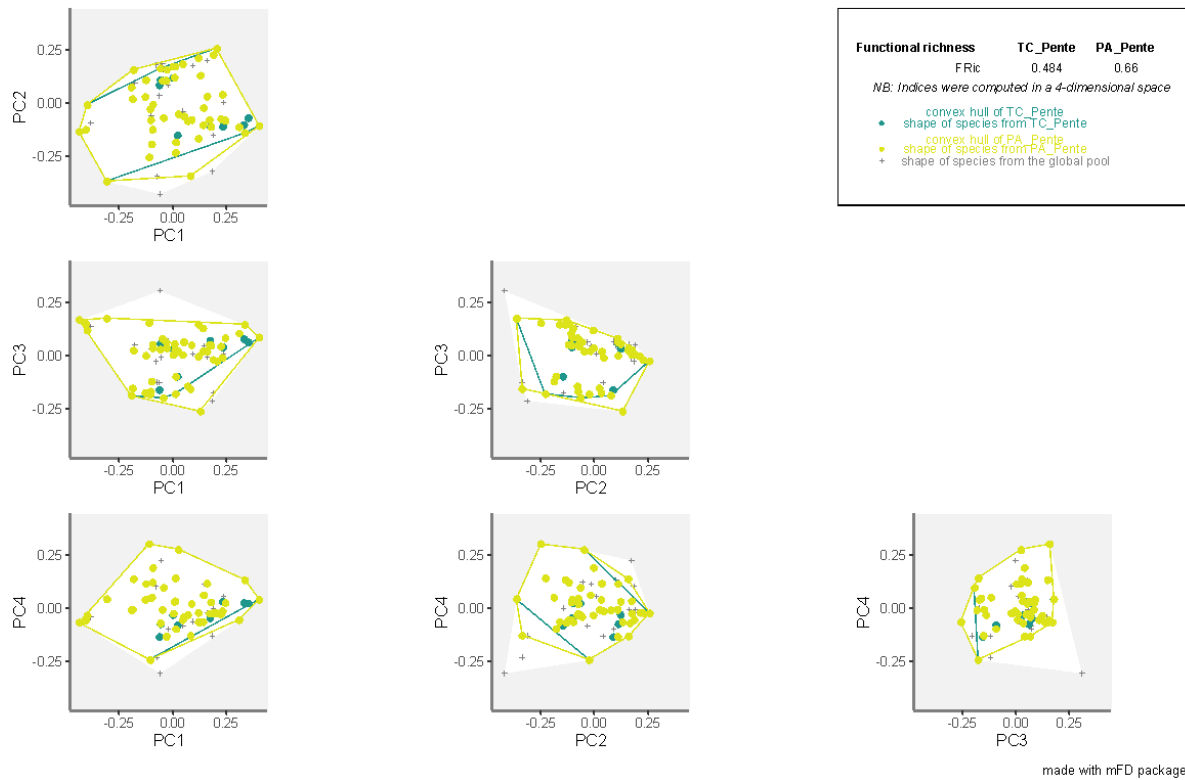 0.25
0.00
-0.25
PC2
-0.25 0.00 0.25
PC1
Functional richness TC_Pente PA_Pente
FRic 0.484 0.66
NB: Indices were computed in a 4-dimensional space
convex hull of TC_Pente
shape of species from TC_Pente
convex hull of PA_Pente
shape of species from PA_Pente
shape of species from the global pool
0.25
0.00
-0.25
PC3
-0.25 0.00 0.25
PC1
0.25
0.00
-0.25
PC3
-0.25 0.00 0.25
PC2
0.25
0.00
-0.25
PC4
-0.25 0.00 0.25
PC1
0.25
0.00
-0.25
PC4
-0.25 0.00 0.25
PC2
0.25
0.00
-0.25
PC4
-0.25 0.00 0.25
PC3
made with mFD package